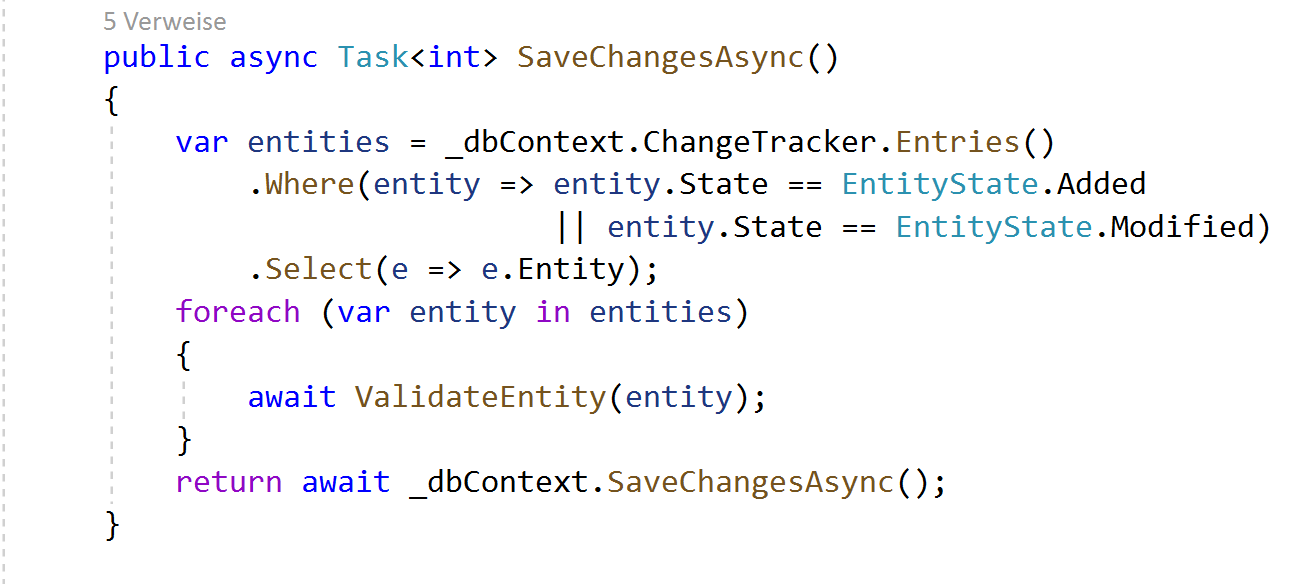 5 Verweise
public async Task<int> SaveChangesAsync()
{
    var entities = _dbContext.ChangeTracker.Entries()
        .Where(entity => entity.State == EntityState.Added
                         || entity.State == EntityState.Modified)
        .Select(e => e.Entity);
    foreach (var entity in entities)
    {
        await ValidateEntity(entity);
    }
    return await _dbContext.SaveChangesAsync();
}